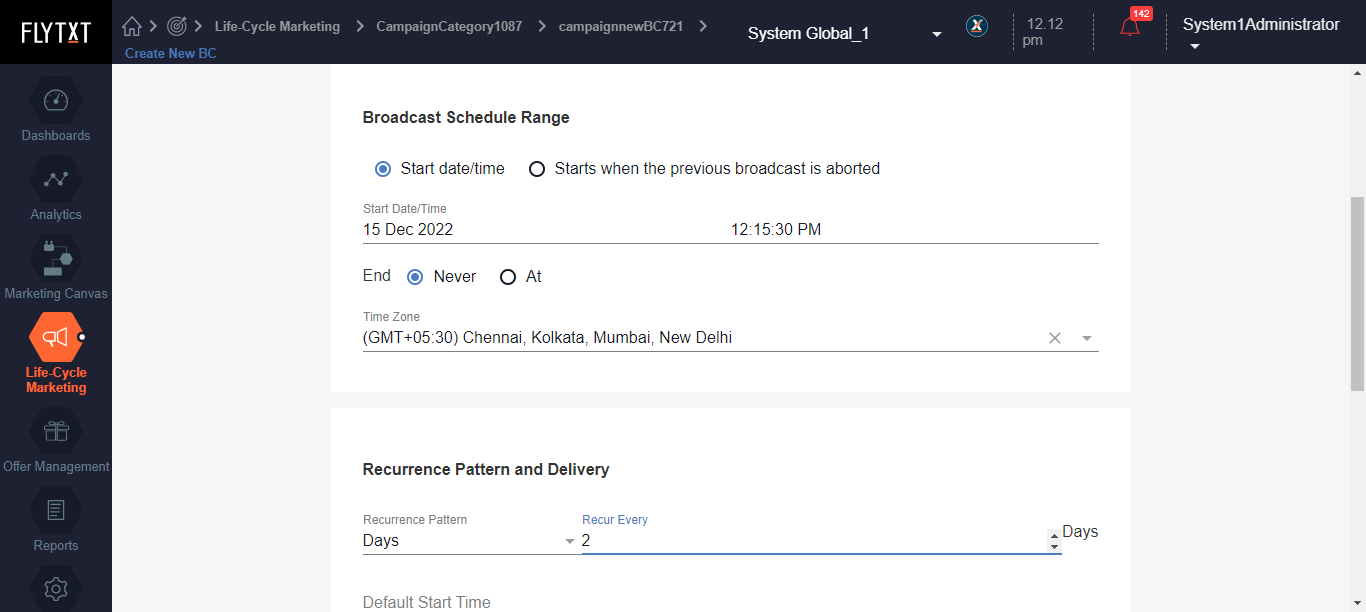 FLYTXT
Life-Cycle Marketing
CampaignCategory1087
campaignnewBC721
Create New BC
System Global_1
X
12.12
pm
142
System1Administrator
Dashboards
Analytics
Marketing Canvas
Life-Cycle
Marketing
Offer Management
Reports
Broadcast Schedule Range
Start date/time
Starts when the previous broadcast is aborted
Start Date/Time
15 Dec 2022
12:15:30 PM
End
Never
At
Time Zone
(GMT+05:30) Chennai, Kolkata, Mumbai, New Delhi
Recurrence Pattern and Delivery
Recurrence Pattern
Recur Every
Days
2
Days
Default Start Time